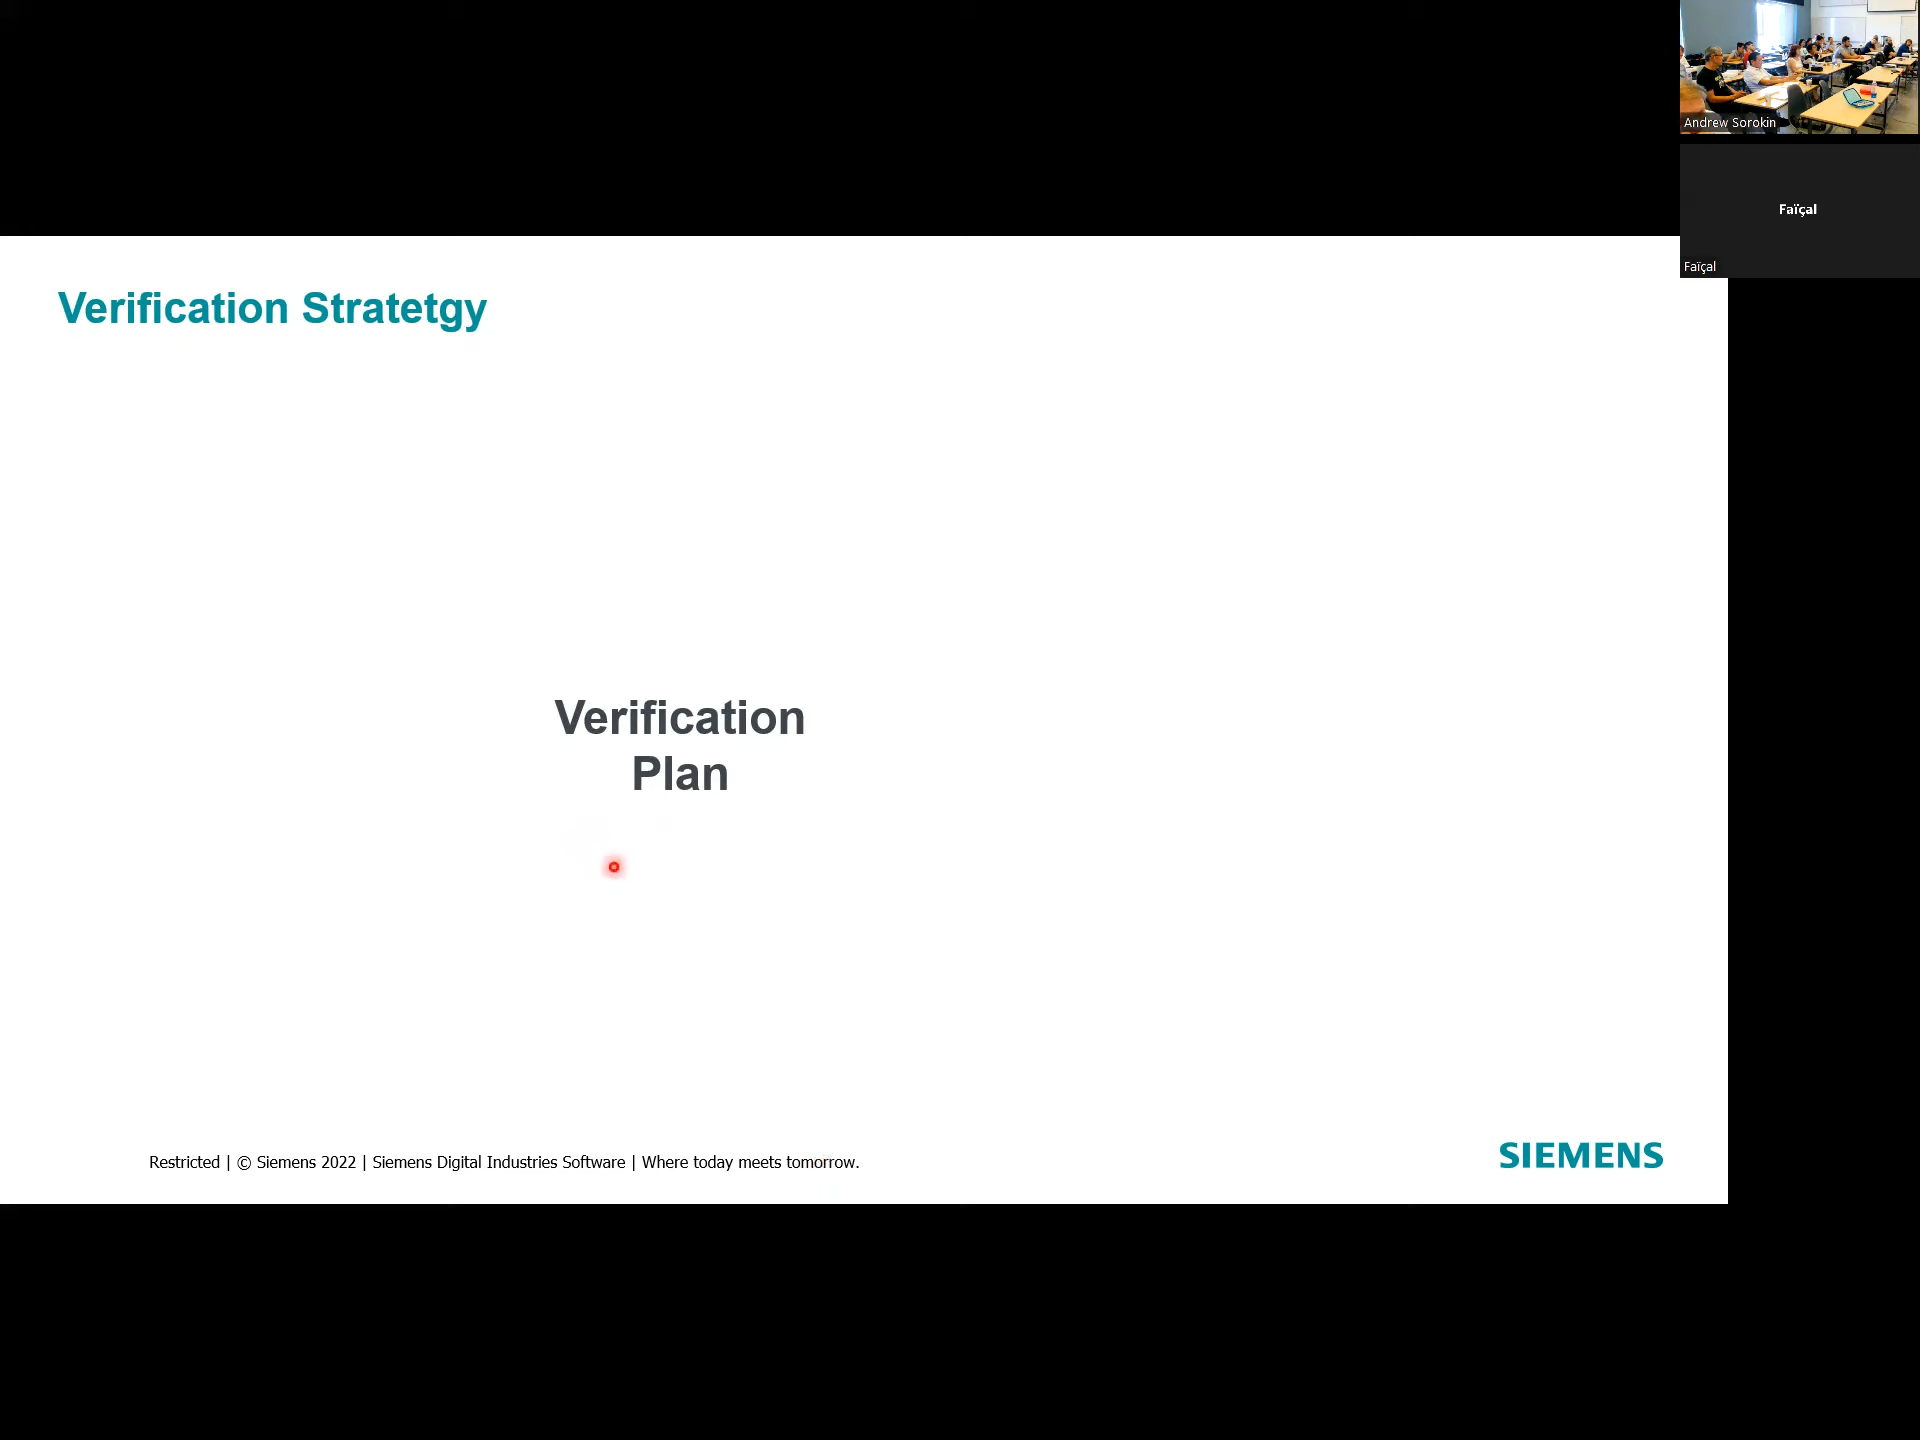 Andrew Sorokin
Faïçal
Faïçal
Verification Stratetgy
Verification
Plan
Restricted | © Siemens 2022 | Siemens Digital Industries Software | Where today meets tomorrow.
SIEMENS